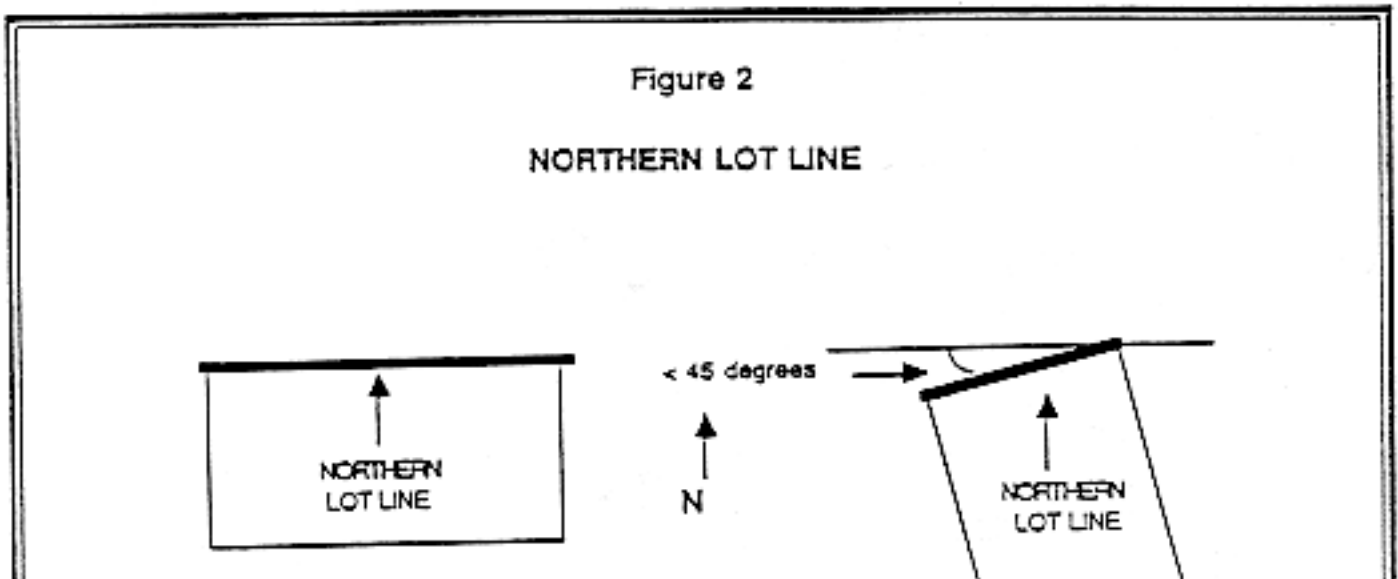 Figure 2
NORTHERN LOT LINE
< 45 degrees
NORTHERN
LOT LINE
N
NORTHERN
LOT LINE